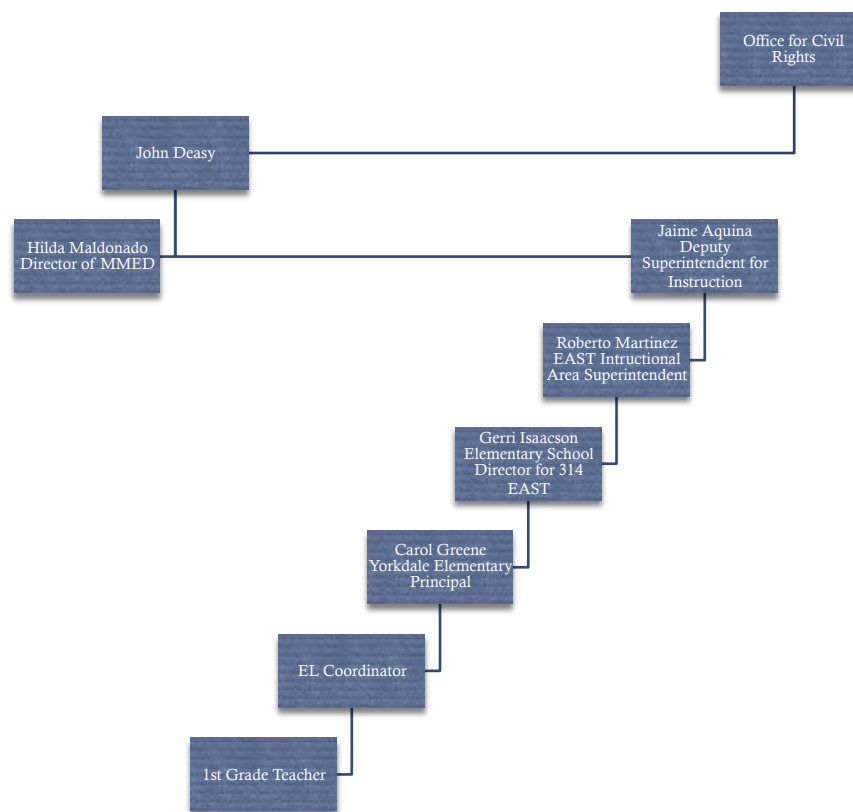 Office for Civil
Rights
John Deasy
Hilda Maldonado
Director of MMED
Jaime Aquina
Deputy
Superintendent for
Instruction
Roberto Martinez
EAST Intructional
Area Superintendent
Gerri Isaacson
Elementary School
Director for 314
EAST
Carol Greene
Yorkdale Elementary
Principal
EL Coordinator
1st Grade Teacher